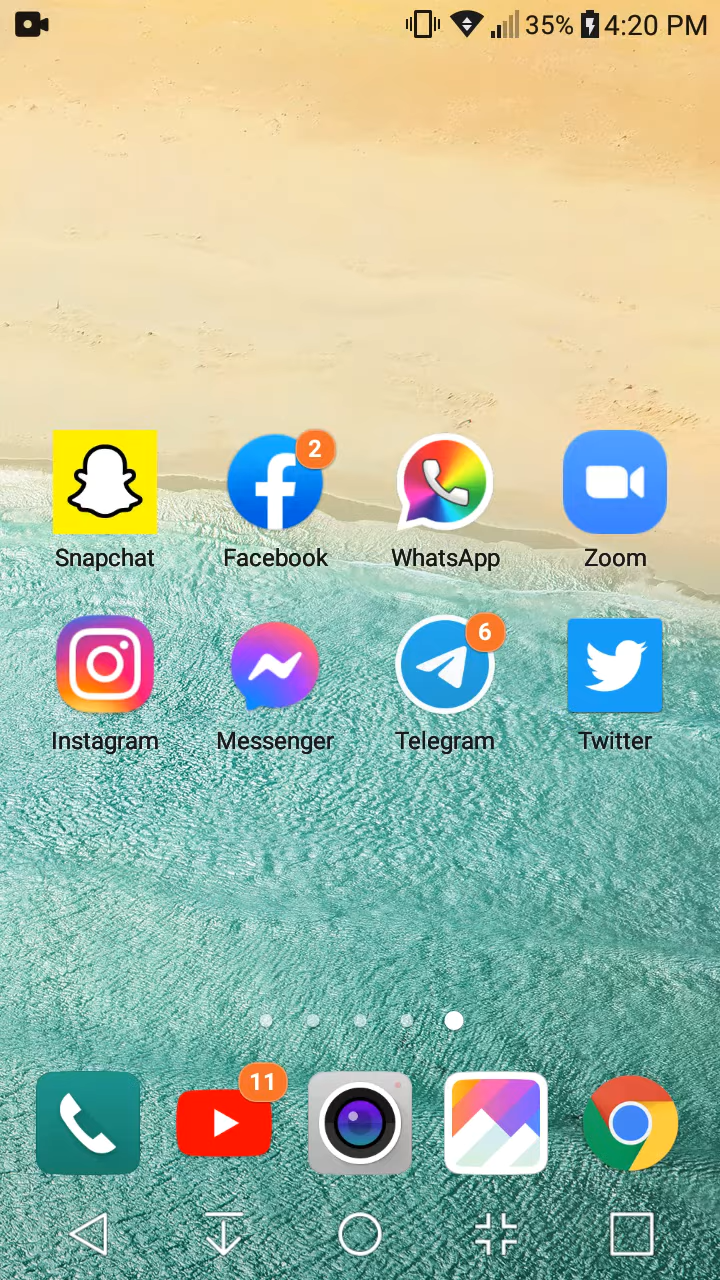 35% 4:20 PM
2
Snapchat Facebook WhatsApp Zoom
6
Instagram Messenger Telegram Twitter
11